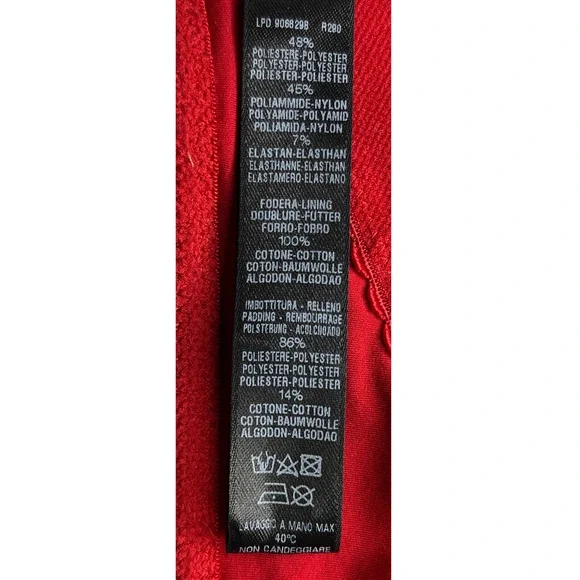 LPD 906829B R290
48%
POLIESTERE-POLYESTER
POLYESTER-POLYESTER
POLIESTER-POLIESTER
45%
POLIAMMIDE-NYLON
POLYAMIDE-POLYAMID
POLIAMIDA-NYLON
7%
ELASTAN-ELASTHAN
ELASTHANNE-ELASTHAN
ELASTAMERO-ELASTANO
FODERA-LINING
DOUBLURE-FUTTER
FORRO-FORRO
100%
COTONE-COTTON
COTON-BAUMWOLLE
ALGODON-ALGODAO
IMBOTTITURA - RELLENO
PADDING - REMBOURRAGE
POLSTERUNG - ACOLCHOADO
86%
POLIESTERE-POLYESTER
POLYESTER-POLYESTER
POLIESTER-POLIESTER
14%
COTONE-COTTON
COTON-BAUMWOLLE
ALGODON-ALGODAO
LAVAGGIO A MANO MAX
40°C
NON CANDEGGIARE